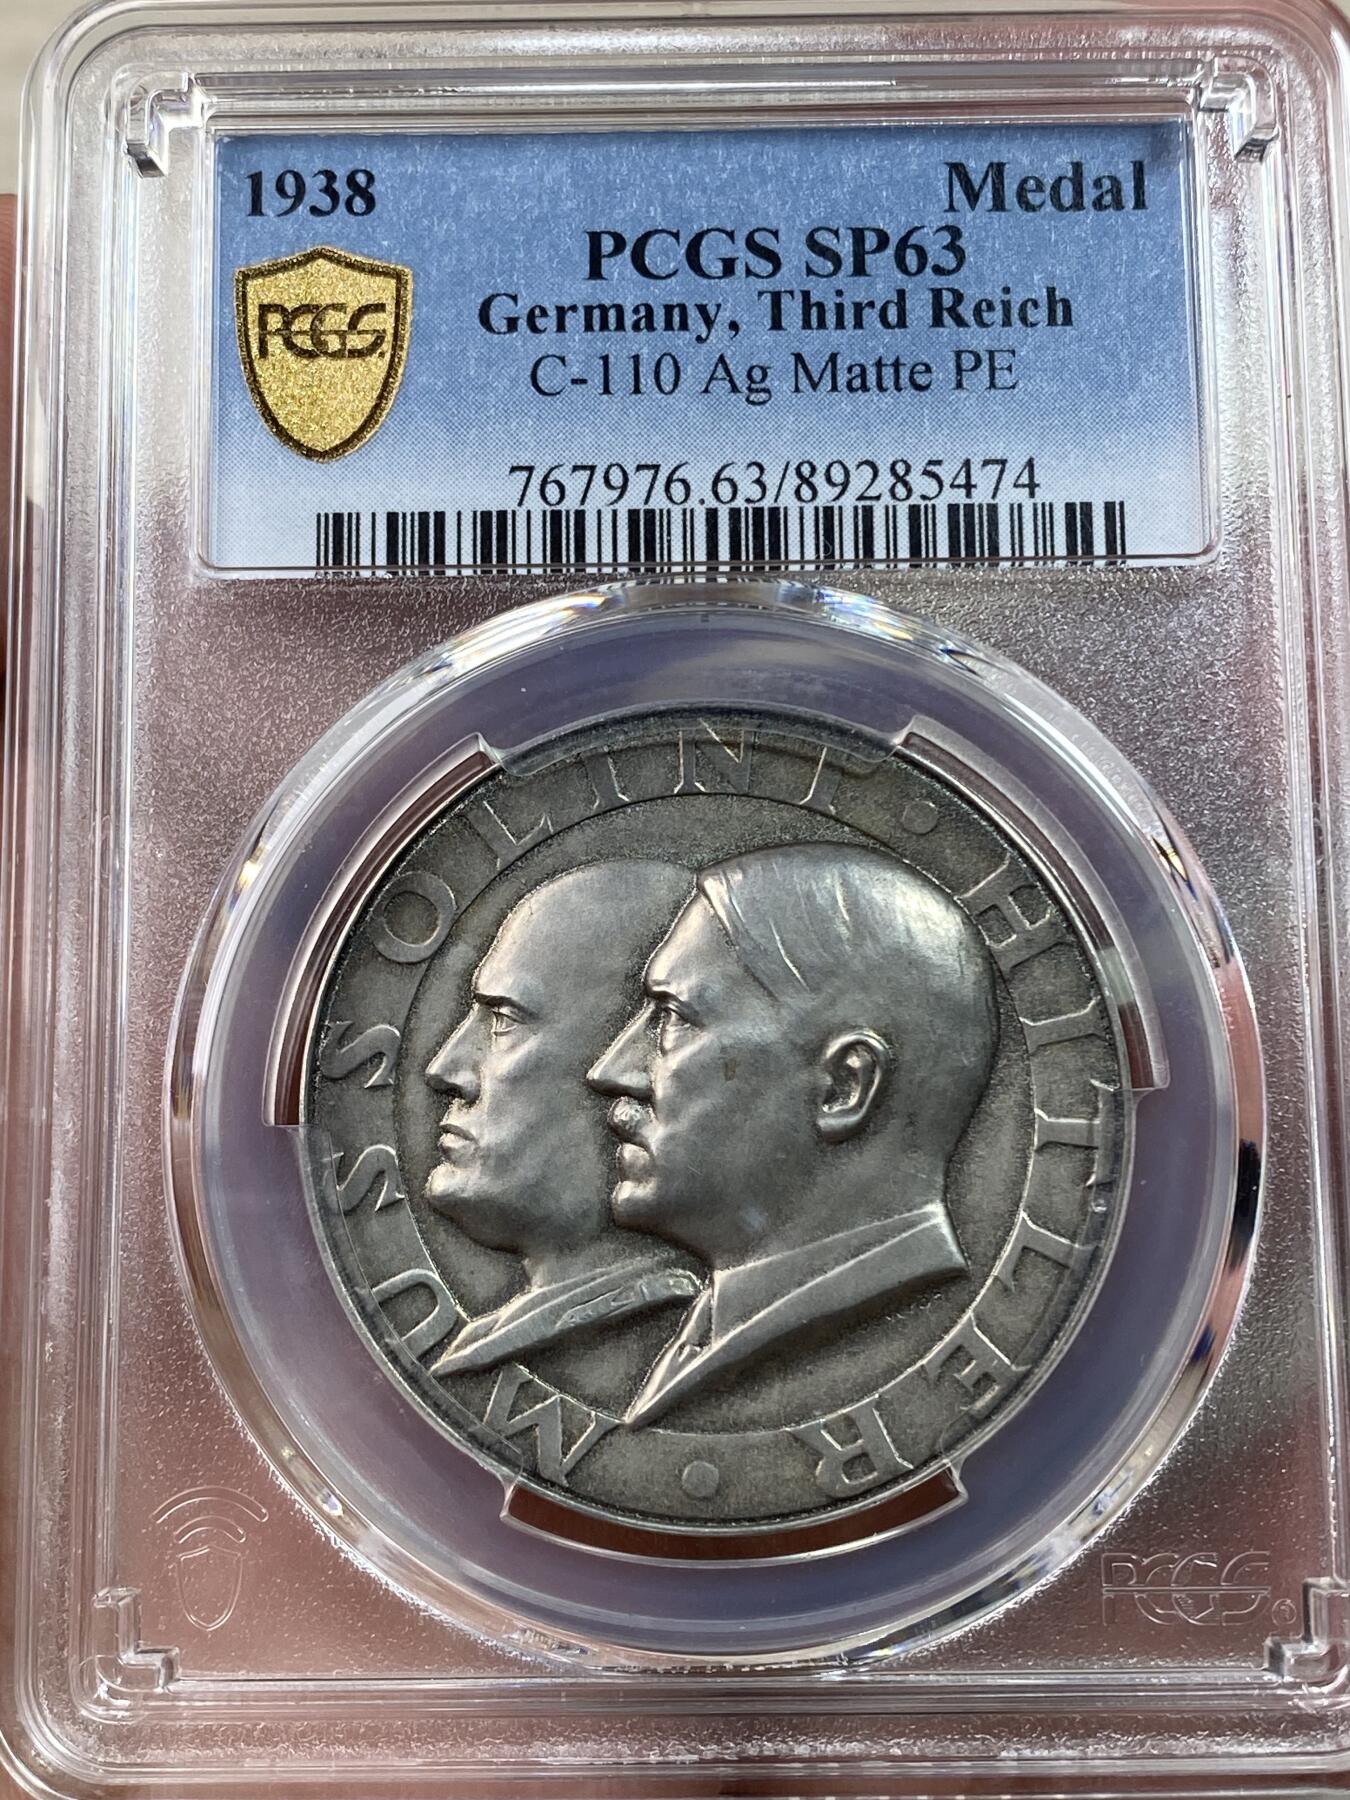 1938
Medal
PCGS SP63
PCGS
Germany, Third Reich
C-110 Ag Matte PE
767976.63/89285474
MUSSOLINI • HITLER •
PCGS®